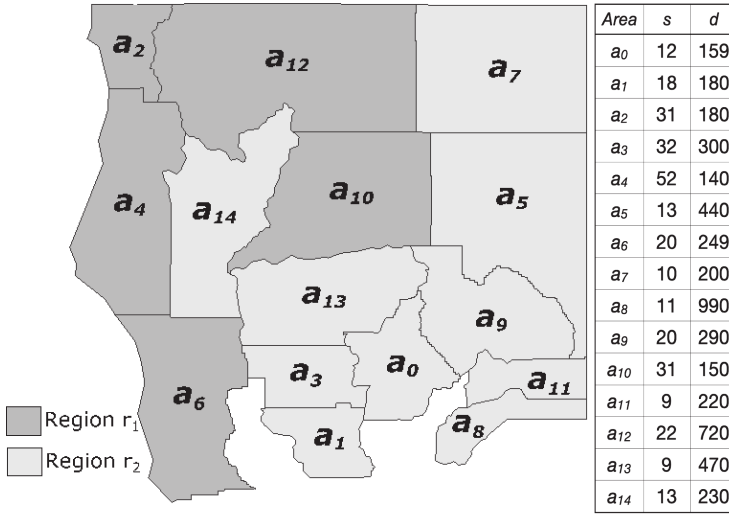 a2
a12
a7
a4
a14
a10
a5
a13
a9
a3
a0
a11
a6
a1
a8
Region r1
Region r2
Area s d
a0 12 159
a1 18 180
a2 31 180
a3 32 300
a4 52 140
a5 13 440
a6 20 249
a7 10 200
a8 11 990
a9 20 290
a10 31 150
a11 9 220
a12 22 720
a13 9 470
a14 13 230